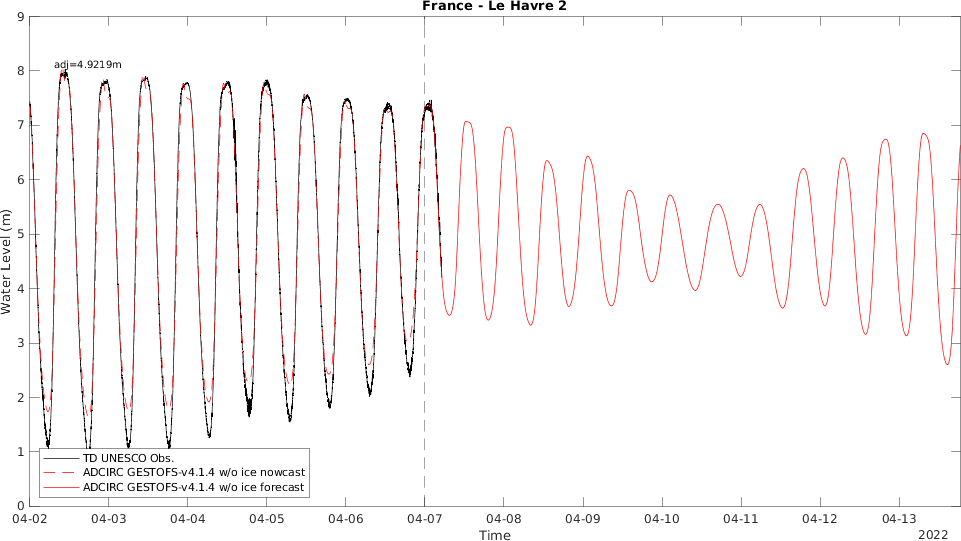 France - Le Havre 2
9
8
7
6
5
4
3
2
1
0
Water Level (m)
adj=4.9219m
TD UNESCO Obs.
ADCIRC GESTOFS-v4.1.4 w/o ice nowcast
ADCIRC GESTOFS-v4.1.4 w/o ice forecast
04-02 04-03 04-04 04-05 04-06 04-07 04-08 04-09 04-10 04-11 04-12 04-13
Time
2022